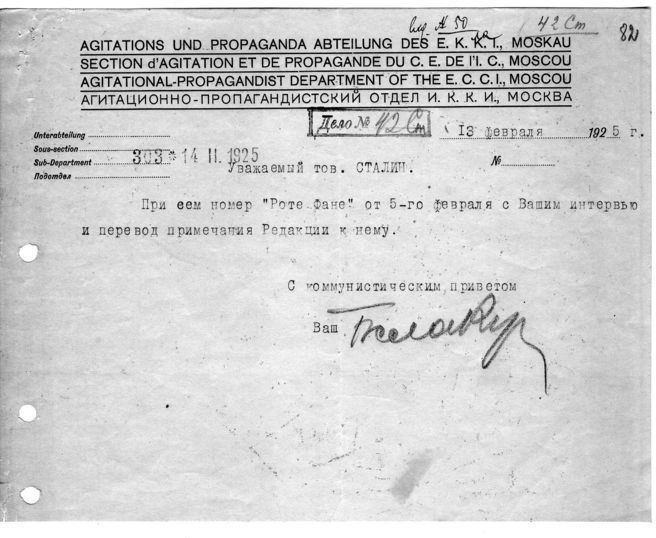 42 Ст
82
AGITATIONS UND PROPAGANDA ABTEILUNG DES E. K. K. I., MOSKAU
SECTION d'AGITATION ET DE PROPAGANDE DU C. E. DE l'I. C., MOSCOU
AGITATIONAL-PROPAGANDIST DEPARTMENT OF THE E. C. C. I., MOSCOU
АГИТАЦИОННО-ПРОПАГАНДИСТСКИЙ ОТДЕЛ И. К. К. И., МОСКВА
Дело № 42 Ст
13 февраля 1925 г.
Unterabteilung
Sous-section
Sub-Department
Подотдел
303 * 14 II. 1925
№
Уважаемый тов. СТАЛИН.
При сем номер "Роте Фане" от 5-го февраля с Вашим интервью
и перевод примечания Редакции к нему.
С коммунистическим приветом
Ваш Бела Кун